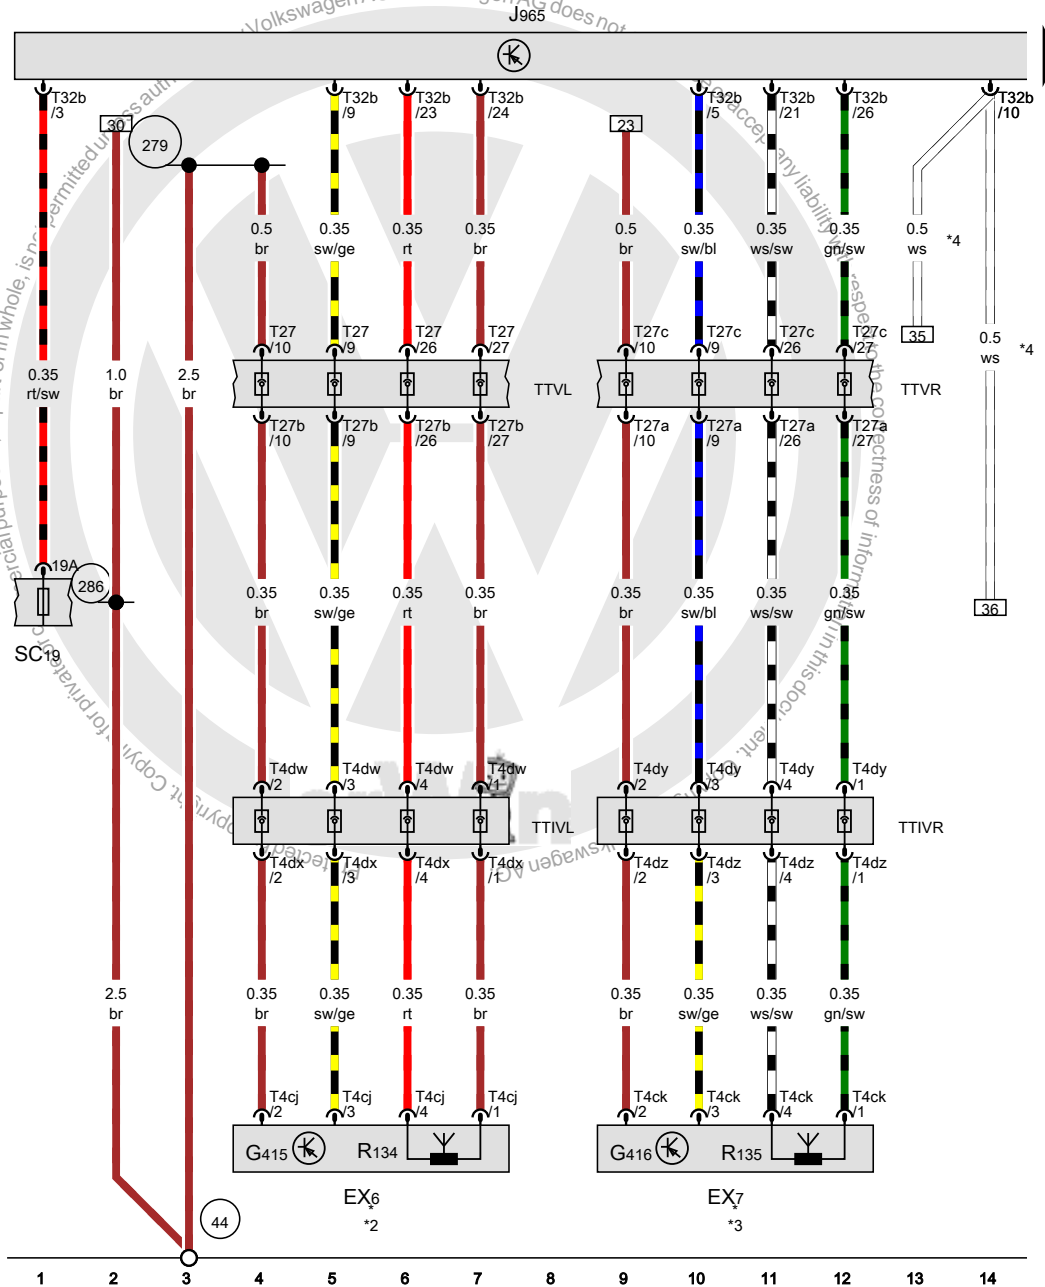 J965
T32b
/3
T32b
/9
T32b
/23
T32b
/24
T32b
/5
T32b
/21
T32b
/26
T32b
/10
30
279
23
0.5
br
0.35
sw/ge
0.35
rt
0.35
br
0.5
br
0.35
sw/bl
0.35
ws/sw
0.35
gn/sw
0.5
ws
*4
T27
/10
T27
/9
T27
/26
T27
/27
T27c
/10
T27c
/9
T27c
/26
T27c
/27
35
0.5
ws
*4
0.35
rt/sw
1.0
br
2.5
br
TTVL
TTVR
T27b
/10
T27b
/9
T27b
/26
T27b
/27
T27a
/10
T27a
/9
T27a
/26
T27a
/27
19A
286
SC19
0.35
br
0.35
sw/ge
0.35
rt
0.35
br
0.35
br
0.35
sw/bl
0.35
ws/sw
0.35
gn/sw
36
T4dw
/2
T4dw
/3
T4dw
/4
T4dw
/1
T4dy
/2
T4dy
/3
T4dy
/4
T4dy
/1
TTIVL
TTIVR
T4dx
/2
T4dx
/3
T4dx
/4
T4dx
/1
T4dz
/2
T4dz
/3
T4dz
/4
T4dz
/1
2.5
br
0.35
br
0.35
sw/ge
0.35
rt
0.35
br
0.35
br
0.35
sw/ge
0.35
ws/sw
0.35
gn/sw
T4cj
/2
T4cj
/3
T4cj
/4
T4cj
/1
T4ck
/2
T4ck
/3
T4ck
/4
T4ck
/1
G415
R134
G416
R135
EX6
*
*2
EX7
*
*3
44
1 2 3 4 5 6 7 8 9 10 11 12 13 14